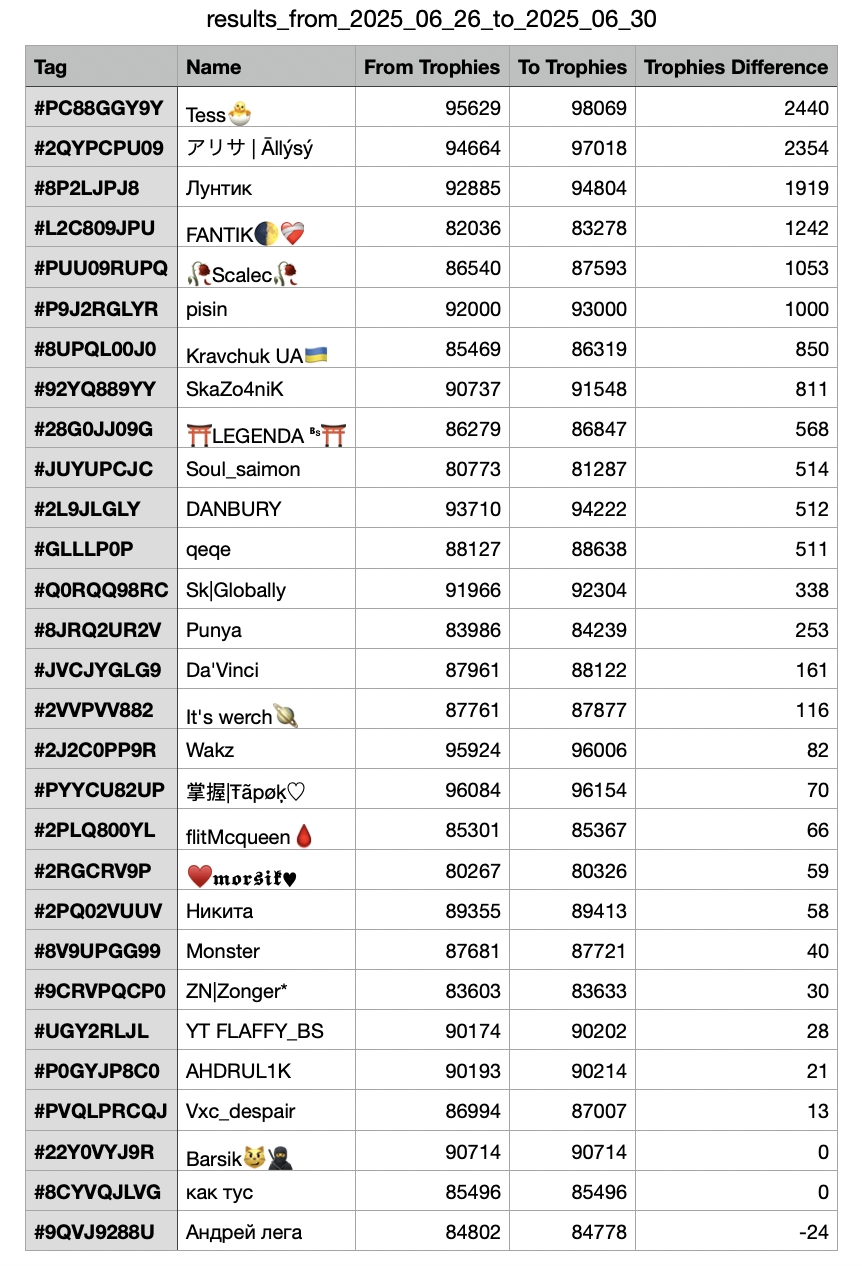 results_from_2025_06_26_to_2025_06_30
Tag Name From Trophies To Trophies Trophies Difference
#PC88GGY9Y Tess🐣 95629 98069 2440
#2QYPCPU09 アリサ | Āllýsý 94664 97018 2354
#8P2LJPJ8 Лунтик 92885 94804 1919
#L2C809JPU FANTIK🌗❤️‍🩹 82036 83278 1242
#PUU09RUPQ 🥀Scalec🥀 86540 87593 1053
#P9J2RGLYR pisin 92000 93000 1000
#8UPQL00J0 Kravchuk UA🇺🇦 85469 86319 850
#92YQ889YY SkaZo4niK 90737 91548 811
#28G0JJ09G ⛩️LEGENDA ᴮˢ⛩️ 86279 86847 568
#JUYUPCJC Soul_saimon 80773 81287 514
#2L9JLGLY DANBURY 93710 94222 512
#GLLLP0P qeqe 88127 88638 511
#Q0RQQ98RC Sk|Globally 91966 92304 338
#8JRQ2UR2V Punya 83986 84239 253
#JVCJYGLG9 Da'Vinci 87961 88122 161
#2VVPVV882 It's werch🪐 87761 87877 116
#2J2C0PP9R Wakz 95924 96006 82
#PYYCU82UP 掌握|Ŧãpøķ♡ 96084 96154 70
#2PLQ800YL flitMcqueen🩸 85301 85367 66
#2RGCRV9P ♥️𝖒𝖔𝖗𝖘𝖎𝖐♥ 80267 80326 59
#2PQ02VUUV Никита 89355 89413 58
#8V9UPGG99 Monster 87681 87721 40
#9CRVPQCP0 ZN|Zonger* 83603 83633 30
#UGY2RLJL YT FLAFFY_BS 90174 90202 28
#P0GYJP8C0 AHDRUL1K 90193 90214 21
#PVQLPRCQJ Vxc_despair 86994 87007 13
#22Y0VYJ9R Barsik😼🥷 90714 90714 0
#8CYVQJLVG как тус 85496 85496 0
#9QVJ9288U Андрей лега 84802 84778 -24